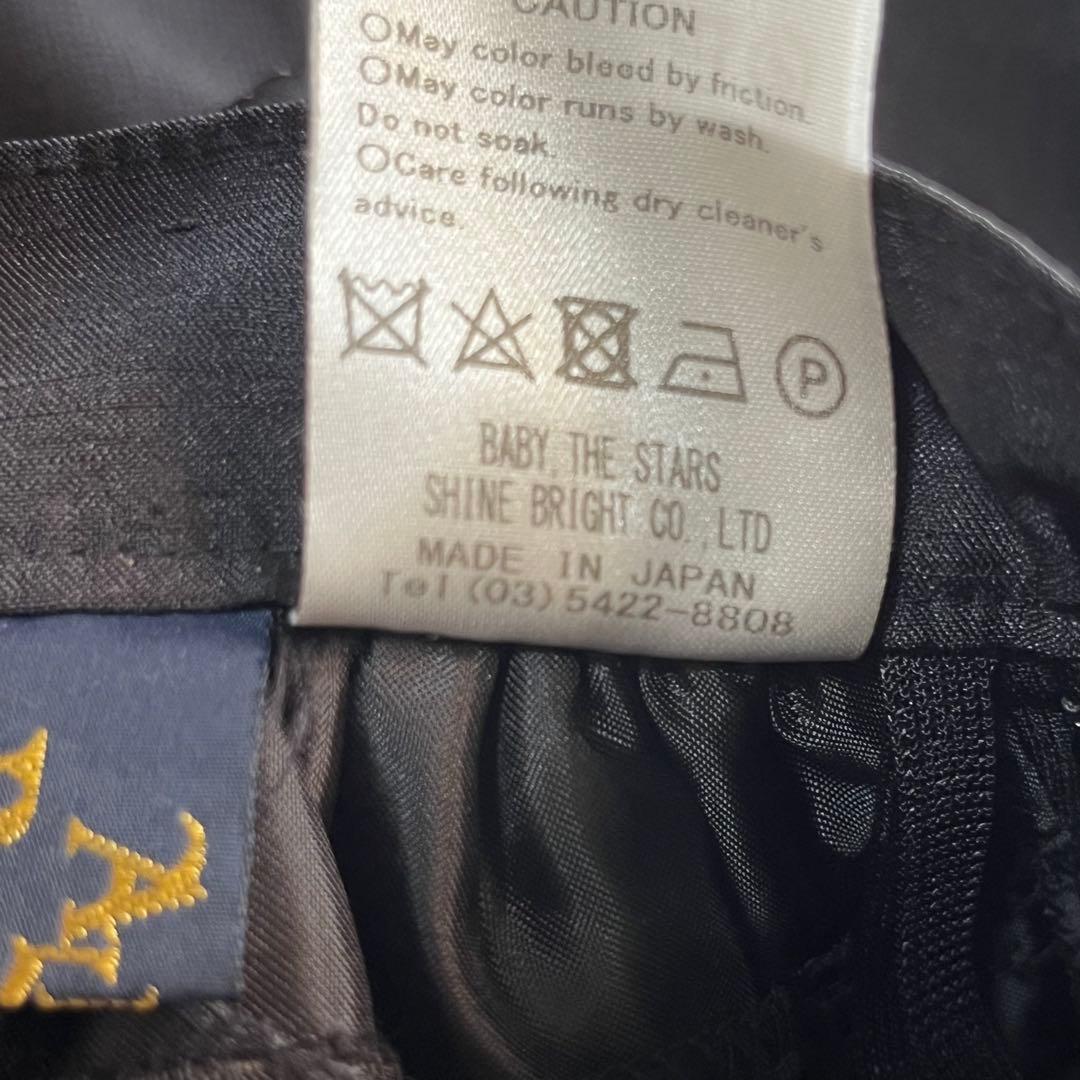 CAUTION
○May color bleed by friction.
○May color runs by wash.
Do not soak.
○Care following dry cleaner's
advice.
P
BABY, THE STARS
SHINE BRIGHT CO., LTD
MADE IN JAPAN
Tel (03) 5422-8808